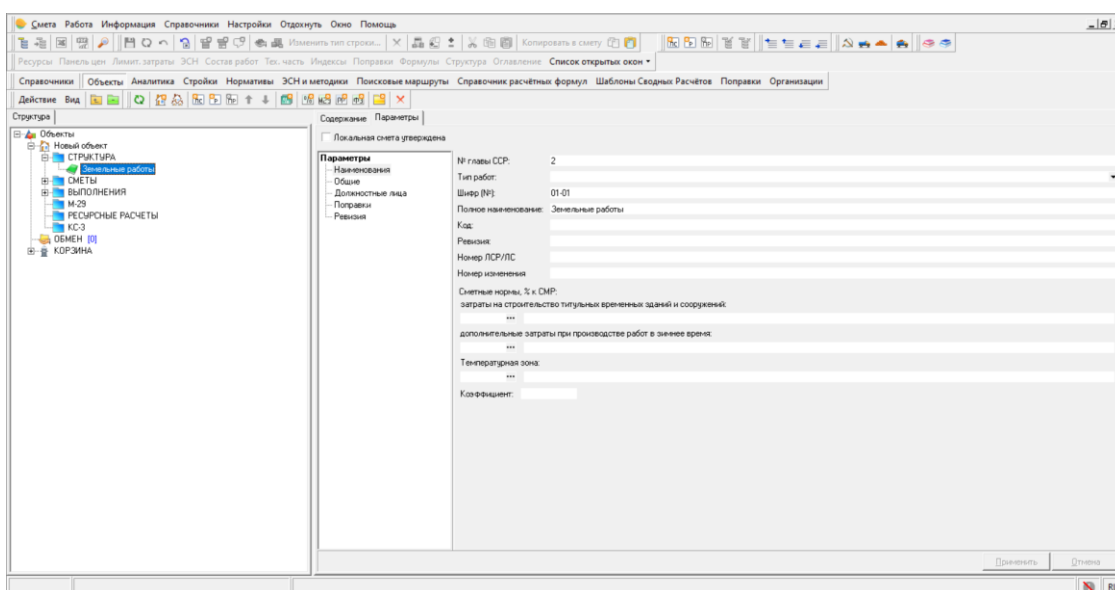 Смета Работа Информация Справочники Настройки Отдохнуть Окно Помощь
Изменить тип строки... Копировать в смету
Ресурсы Панель цен Лимит. затраты ЭСН Состав работ Тех. часть Индексы Поправки Формулы Структура Оглавление Список открытых окон
Справочники Объекты Аналитика Стройки Нормативы ЭСН и методики Поисковые маршруты Справочник расчётных формул Шаблоны Сводных Расчётов Поправки Организации
Действие Вид
Структура
Объекты
Новый объект
СТРУКТУРА
Земельные работы
СМЕТЫ
ВЫПОЛНЕНИЯ
М-29
РЕСУРСНЫЕ РАСЧЕТЫ
КС-3
ОБМЕН [0]
КОРЗИНА
Содержание Параметры
Локальная смета утверждена
Параметры
Наименования
Общие
Должностные лица
Поправки
Ревизия
№ главы ССР: 2
Тип работ:
Шифр (№): 01-01
Полное наименование: Земельные работы
Код:
Ревизия:
Номер ЛСР/ЛС
Номер изменения
Сметные нормы, % к СМР:
затраты на строительство титульных временных зданий и сооружений:
...
дополнительные затраты при производстве работ в зимнее время:
...
Температурная зона:
...
Коэффициент:
Применить Отмена